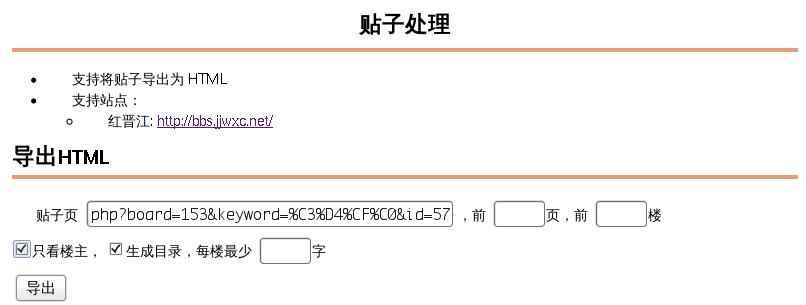 贴子处理
支持将贴子导出为 HTML
支持站点：
红晋江: http://bbs.jjwxc.net/
导出HTML
贴子页 php?board=153&keyword=%C3%D4%CF%C0&id=57 ，前 页，前 楼
只看楼主， 生成目录，每楼最少 字
导出